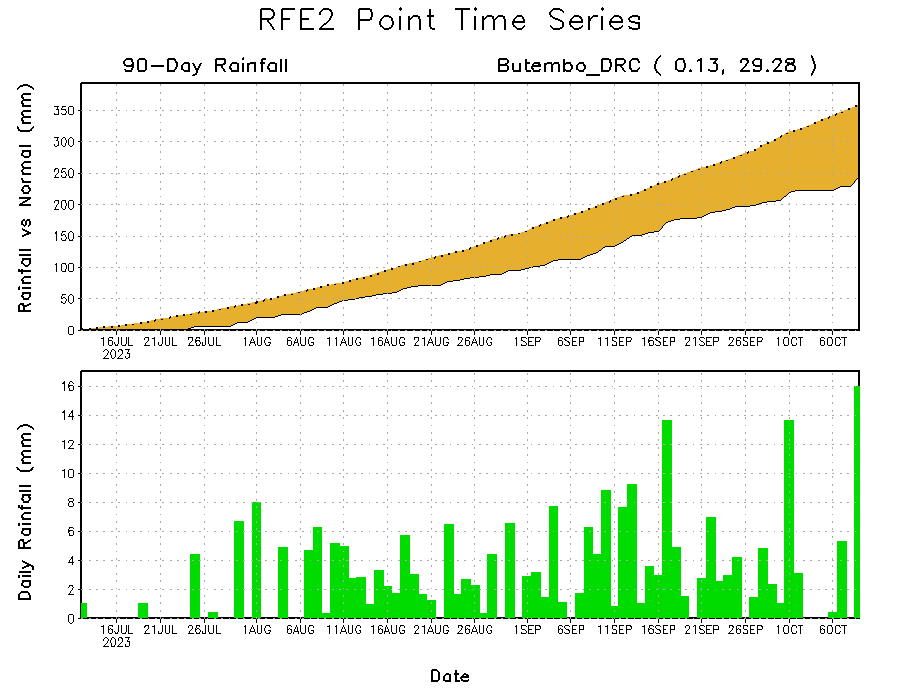 RFE2 Point Time Series
90-Day Rainfall
Butembo_DRC ( 0.13, 29.28 )
Rainfall vs Normal (mm)
350
300
250
200
150
100
50
0
16JUL 21JUL 26JUL 1AUG 6AUG 11AUG 16AUG 21AUG 26AUG 1SEP 6SEP 11SEP 16SEP 21SEP 26SEP 1OCT 6OCT
2023
Daily Rainfall (mm)
16
14
12
10
8
6
4
2
0
16JUL 21JUL 26JUL 1AUG 6AUG 11AUG 16AUG 21AUG 26AUG 1SEP 6SEP 11SEP 16SEP 21SEP 26SEP 1OCT 6OCT
2023
Date